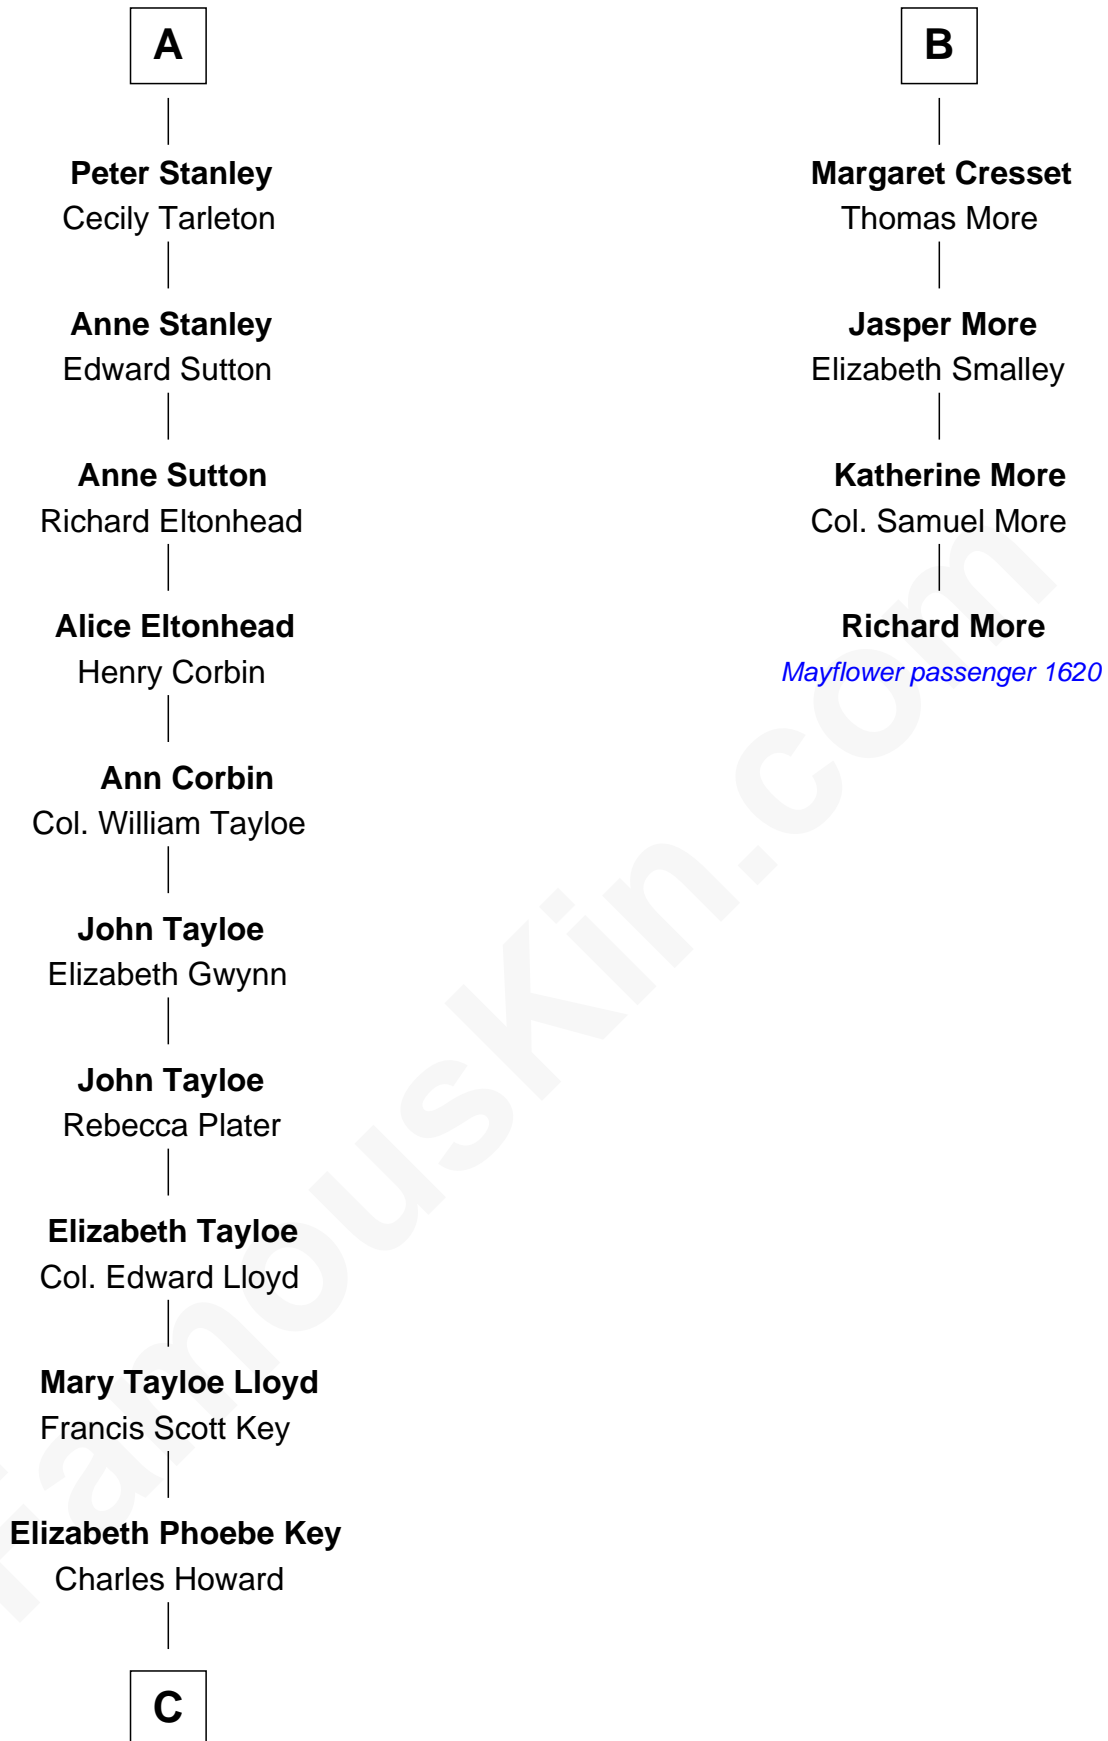 A
Peter Stanley
Cecily Tarleton
Anne Stanley
Edward Sutton
Anne Sutton
Richard Eltonhead
Alice Eltonhead
Henry Corbin
Ann Corbin
Col. William Tayloe
John Tayloe
Elizabeth Gwynn
John Tayloe
Rebecca Plater
Elizabeth Tayloe
Col. Edward Lloyd
Mary Tayloe Lloyd
Francis Scott Key
Elizabeth Phoebe Key
Charles Howard
C
B
Margaret Cresset
Thomas More
Jasper More
Elizabeth Smalley
Katherine More
Col. Samuel More
Richard More
Mayflower passenger 1620
FamousKin.com